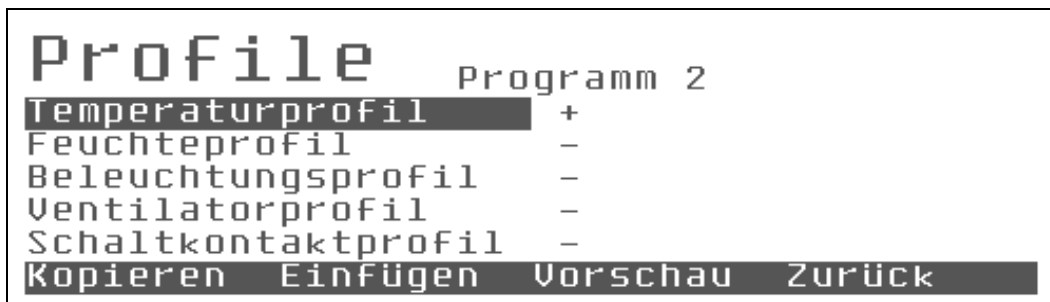 Profile Programm 2
Temperaturprofil +
Feuchteprofil –
Beleuchtungsprofil –
Ventilatorprofil –
Schaltkontaktprofil –
Kopieren Einfügen Vorschau Zurück